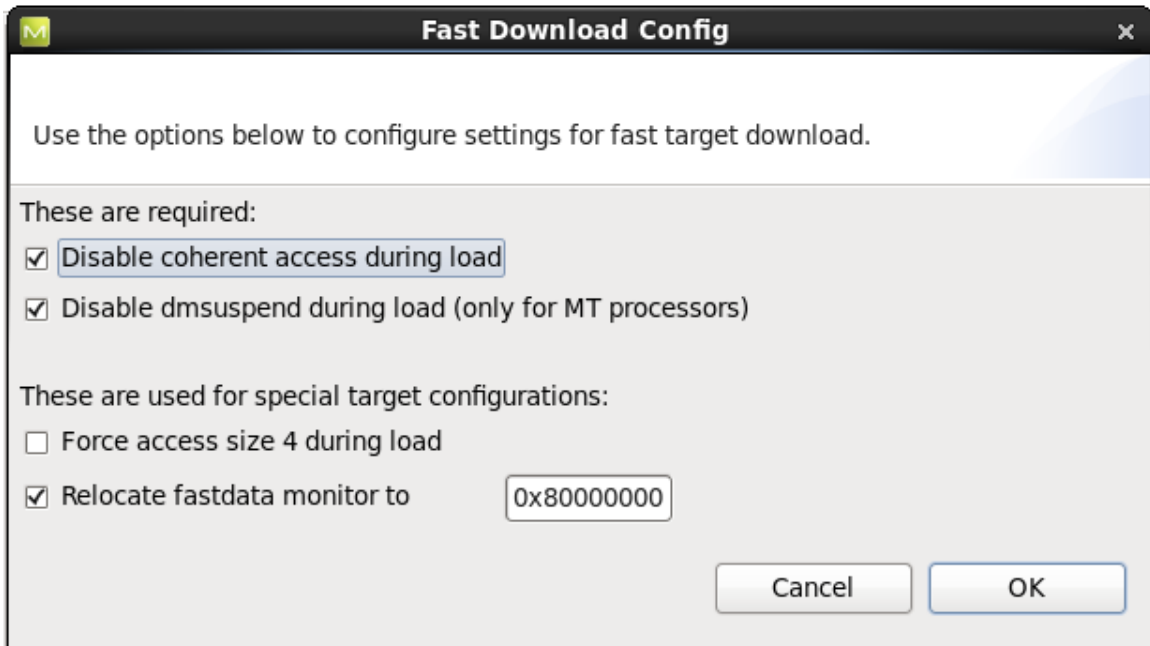 Fast Download Config
Use the options below to configure settings for fast target download.
These are required:
Disable coherent access during load
Disable dmsuspend during load (only for MT processors)
These are used for special target configurations:
Force access size 4 during load
Relocate fastdata monitor to 0x80000000
Cancel OK